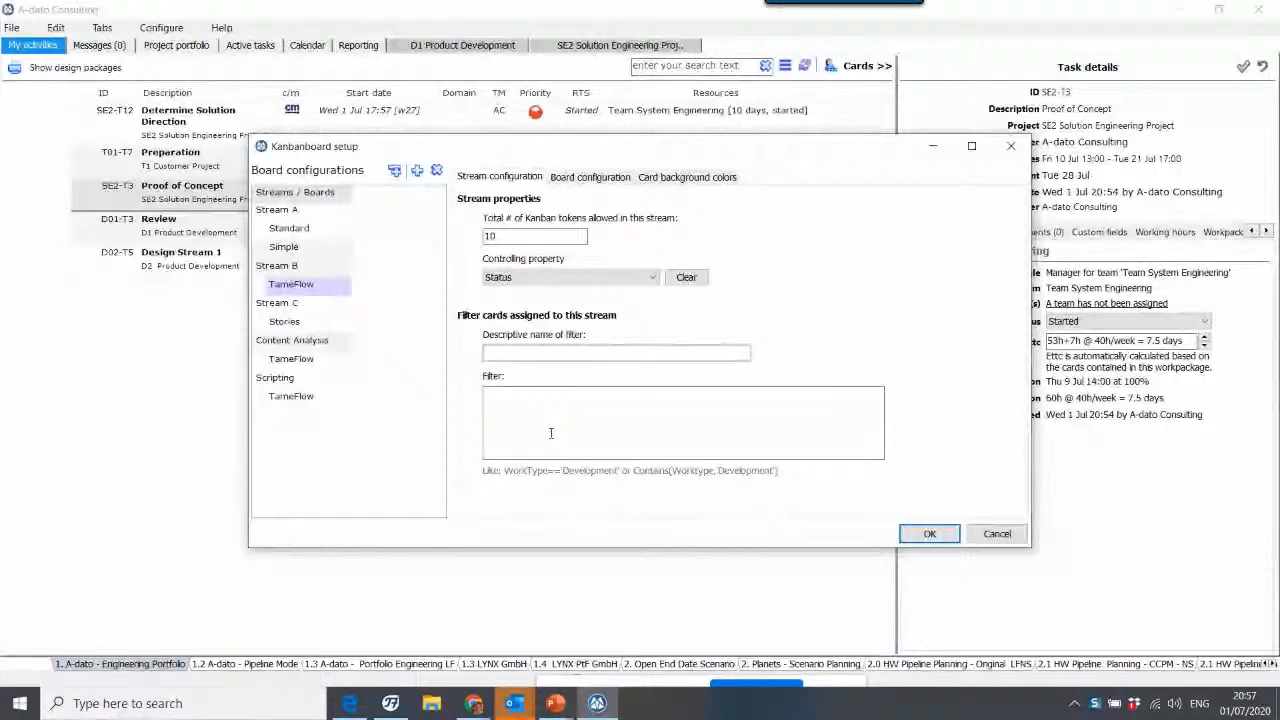 A-dato Consulting
File Edit Tabs Configure Help
My activities Messages (0) Project portfolio Active tasks Calendar Reporting D1 Product Development SE2 Solution Engineering Proj..
Show design packages enter your search text Cards >> Task details
ID Description c/m Start date Domain TM Priority RTS Resources
SE2-T12 Determine Solution Direction cm Wed 1 Jul 17:57 [w27] AC Started Team System Engineering [10 days, started]
SE2 Solution Engineering Proj
T01-T7 Preparation
T1 Customer Project
SE2-T3 Proof of Concept
SE2 Solution Engineering Proj
D01-T3 Review
D1 Product Development
D02-T5 Design Stream 1
D2 Product Development
Kanbanboard setup
Board configurations
Streams / Boards
Stream A
Standard
Simple
Stream B
TameFlow
Stream C
Stories
Content Analysis
TameFlow
Scripting
TameFlow
Stream configuration Board configuration Card background colors
Stream properties
Total # of Kanban tokens allowed in this stream:
10
Controling property
Status Clear
Filter cards assigned to this stream
Descriptive name of filter:
Filter:
Like: WorkType=='Development' or Contains(Worktype,'Development')
OK Cancel
ID SE2-T3
Description Proof of Concept
Project SE2 Solution Engineering Project
A-dato Consulting
Fri 10 Jul 13:00 - Tue 21 Jul 17:00
Tue 28 Jul
Wed 1 Jul 20:54 by A-dato Consulting
A-dato Consulting
Custom fields Working hours Workpack
Manager for team 'Team System Engineering'
Team System Engineering
A team has not been assigned
Started
53h+7h @ 40h/week = 7.5 days
Ettc is automatically calculated based on
the cards contained in this workpackage.
Thu 9 Jul 14:00 at 100%
60h @ 40h/week = 7.5 days
Wed 1 Jul 20:54 by A-dato Consulting
1. A-dato - Engineering Portfolio 1.2 A-dato - Pipeline Mode 1.3 A-dato - Portfolio Engineering LF 1.3 LYNX GmbH 1.4 LYNX PtF GmbH 2. Open End Date Scenario 2. Planets - Scenario Planning 2.0 HW Pipeline Planning - Original LFNS 2.1 HW Pipeline Planning - CCPM - NS 2.1 HW Pipeline
Type here to search ENG 20:57
01/07/2020